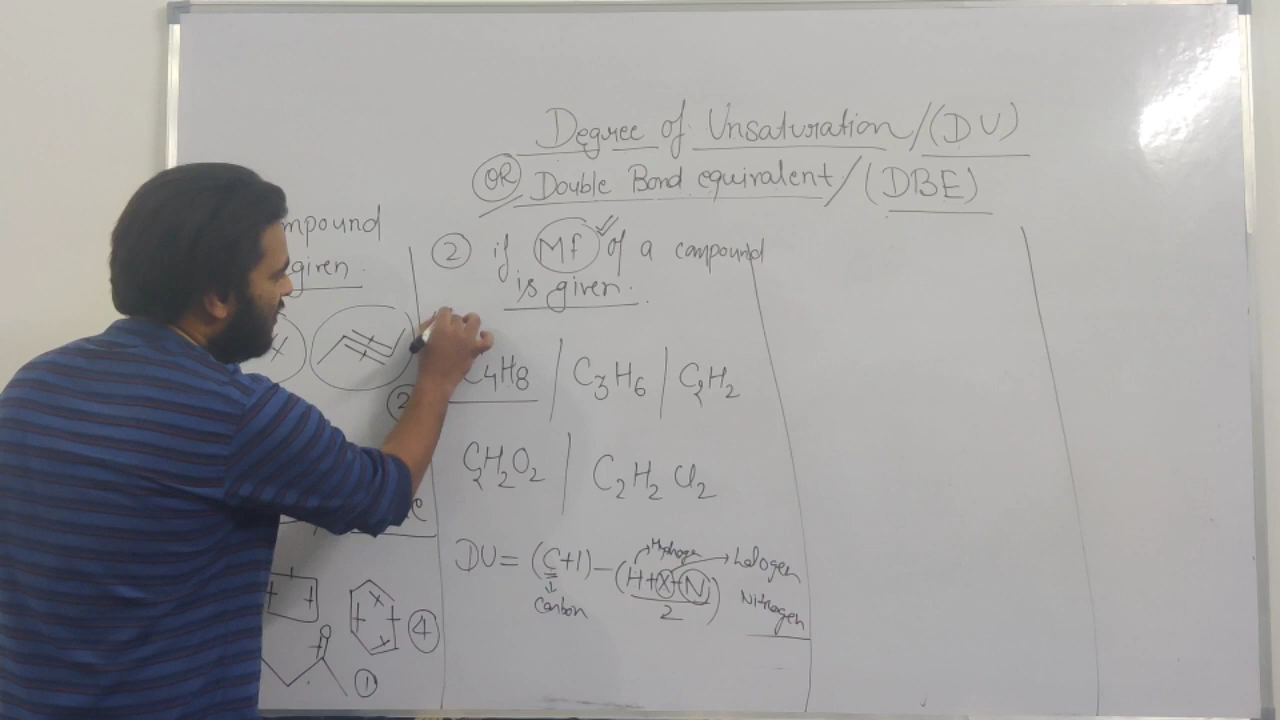 Degree of Unsaturation/(DU)
OR Double Bond equivalent/(DBE)
mpound
given.
② if Mf of a compound
is given.
C4H8 / C3H6 / C2H2
②
C2H2O2 | C2H2Cl2
DU = (C+1) - (H+X-N)/2
Hydrogen
halogen
Nitrogen
Carbon
④
①